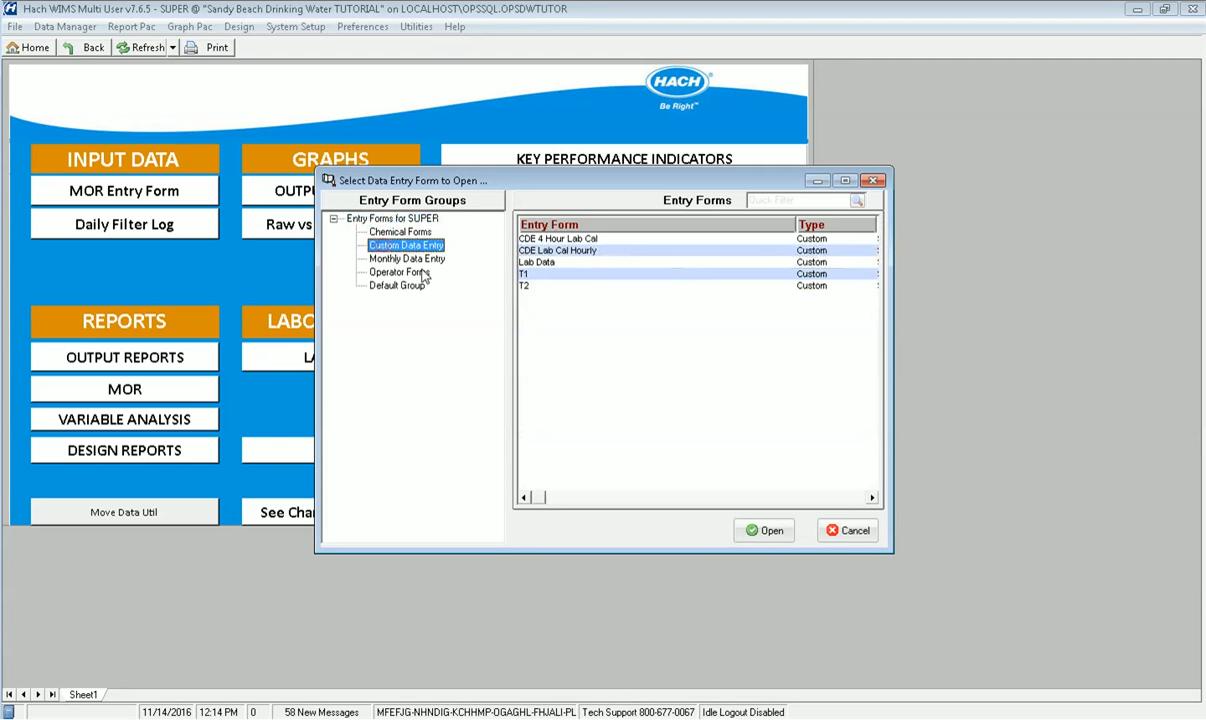 Hach WIMS Multi User v7.6.5 - SUPER @ "Sandy Beach Drinking Water TUTORIAL" on LOCALHOST\OPSSQL.OPSDWTUTOR
File Data Manager Report Pac Graph Pac Design System Setup Preferences Utilities Help
Home Back Refresh Print
HACH
Be Right™
INPUT DATA
MOR Entry Form
Daily Filter Log
GRAPHS
OUTPU
Raw vs
KEY PERFORMANCE INDICATORS
REPORTS
OUTPUT REPORTS
MOR
VARIABLE ANALYSIS
DESIGN REPORTS
Move Data Util
LABO
LA
See Cha
Select Data Entry Form to Open ...
Entry Form Groups
Entry Forms for SUPER
Chemical Forms
Custom Data Entry
Monthly Data Entry
Operator Forms
Default Group
Entry Forms Quick Filter
Entry Form Type
CDE 4 Hour Lab Cal Custom
CDE Lab Cal Hourly Custom
Lab Data Custom
T1 Custom
T2 Custom
Open Cancel
Sheet1
11/14/2016 12:14 PM 0 58 New Messages MFEFJG-NHNDIG-KCHHMP-OGAGHL-FHJALI-PL Tech Support 800-677-0067 Idle Logout Disabled